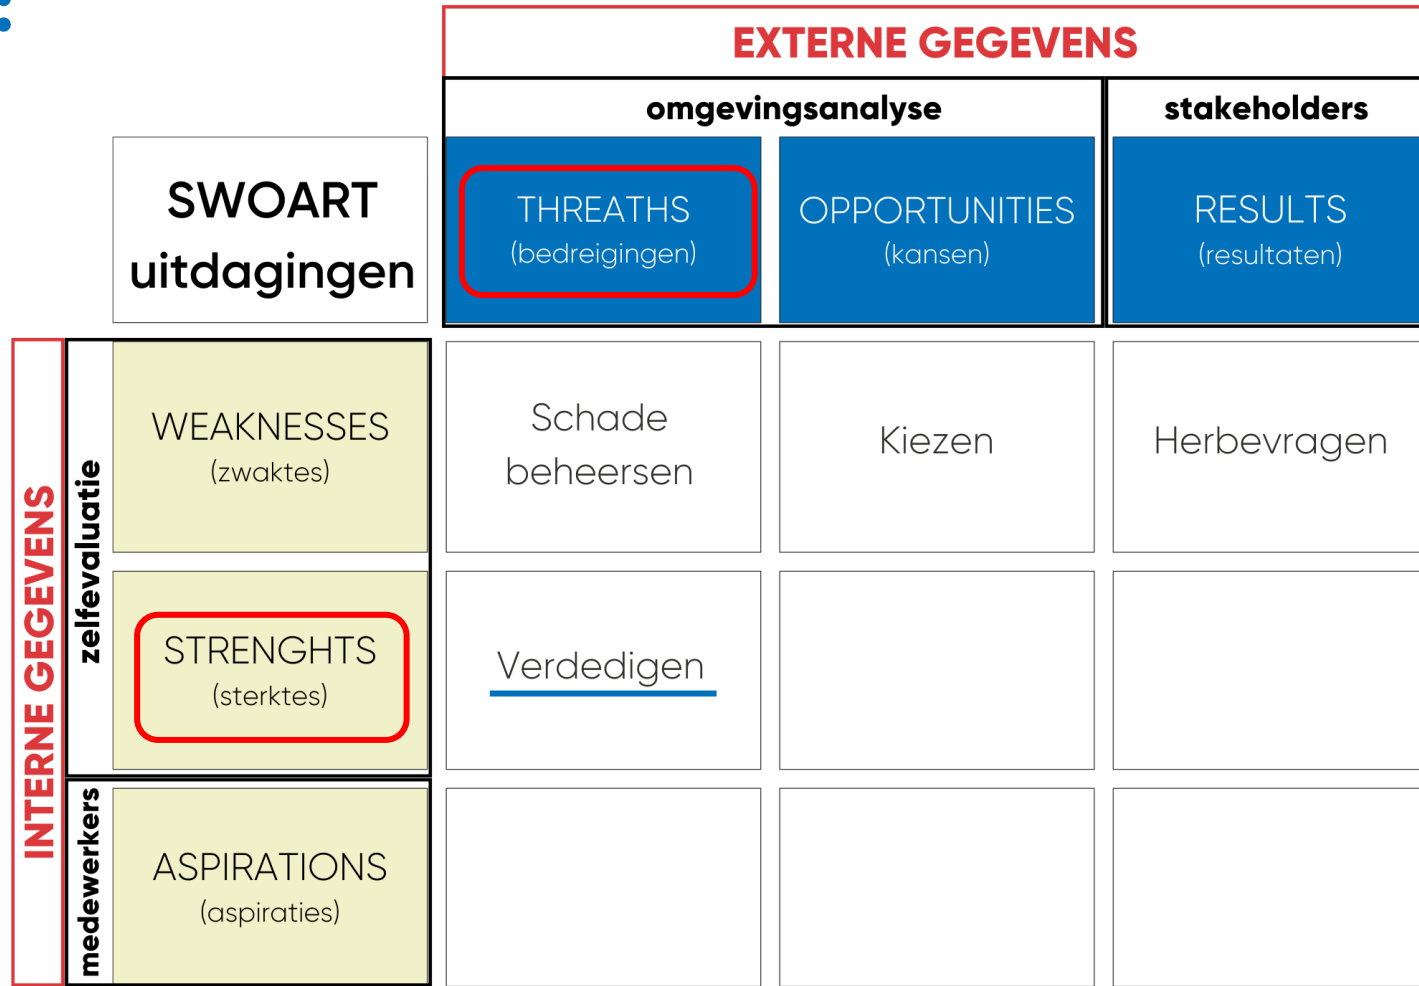 EXTERNE GEGEVENS
omgevingsanalyse
stakeholders
SWOART
uitdagingen
THREATHS
(bedreigingen)
OPPORTUNITIES
(kansen)
RESULTS
(resultaten)
INTERNE GEGEVENS
zelfevaluatie
WEAKNESSES
(zwaktes)
Schade
beheersen
Kiezen
Herbevragen
STRENGHTS
(sterktes)
Verdedigen
medewerkers
ASPIRATIONS
(aspiraties)